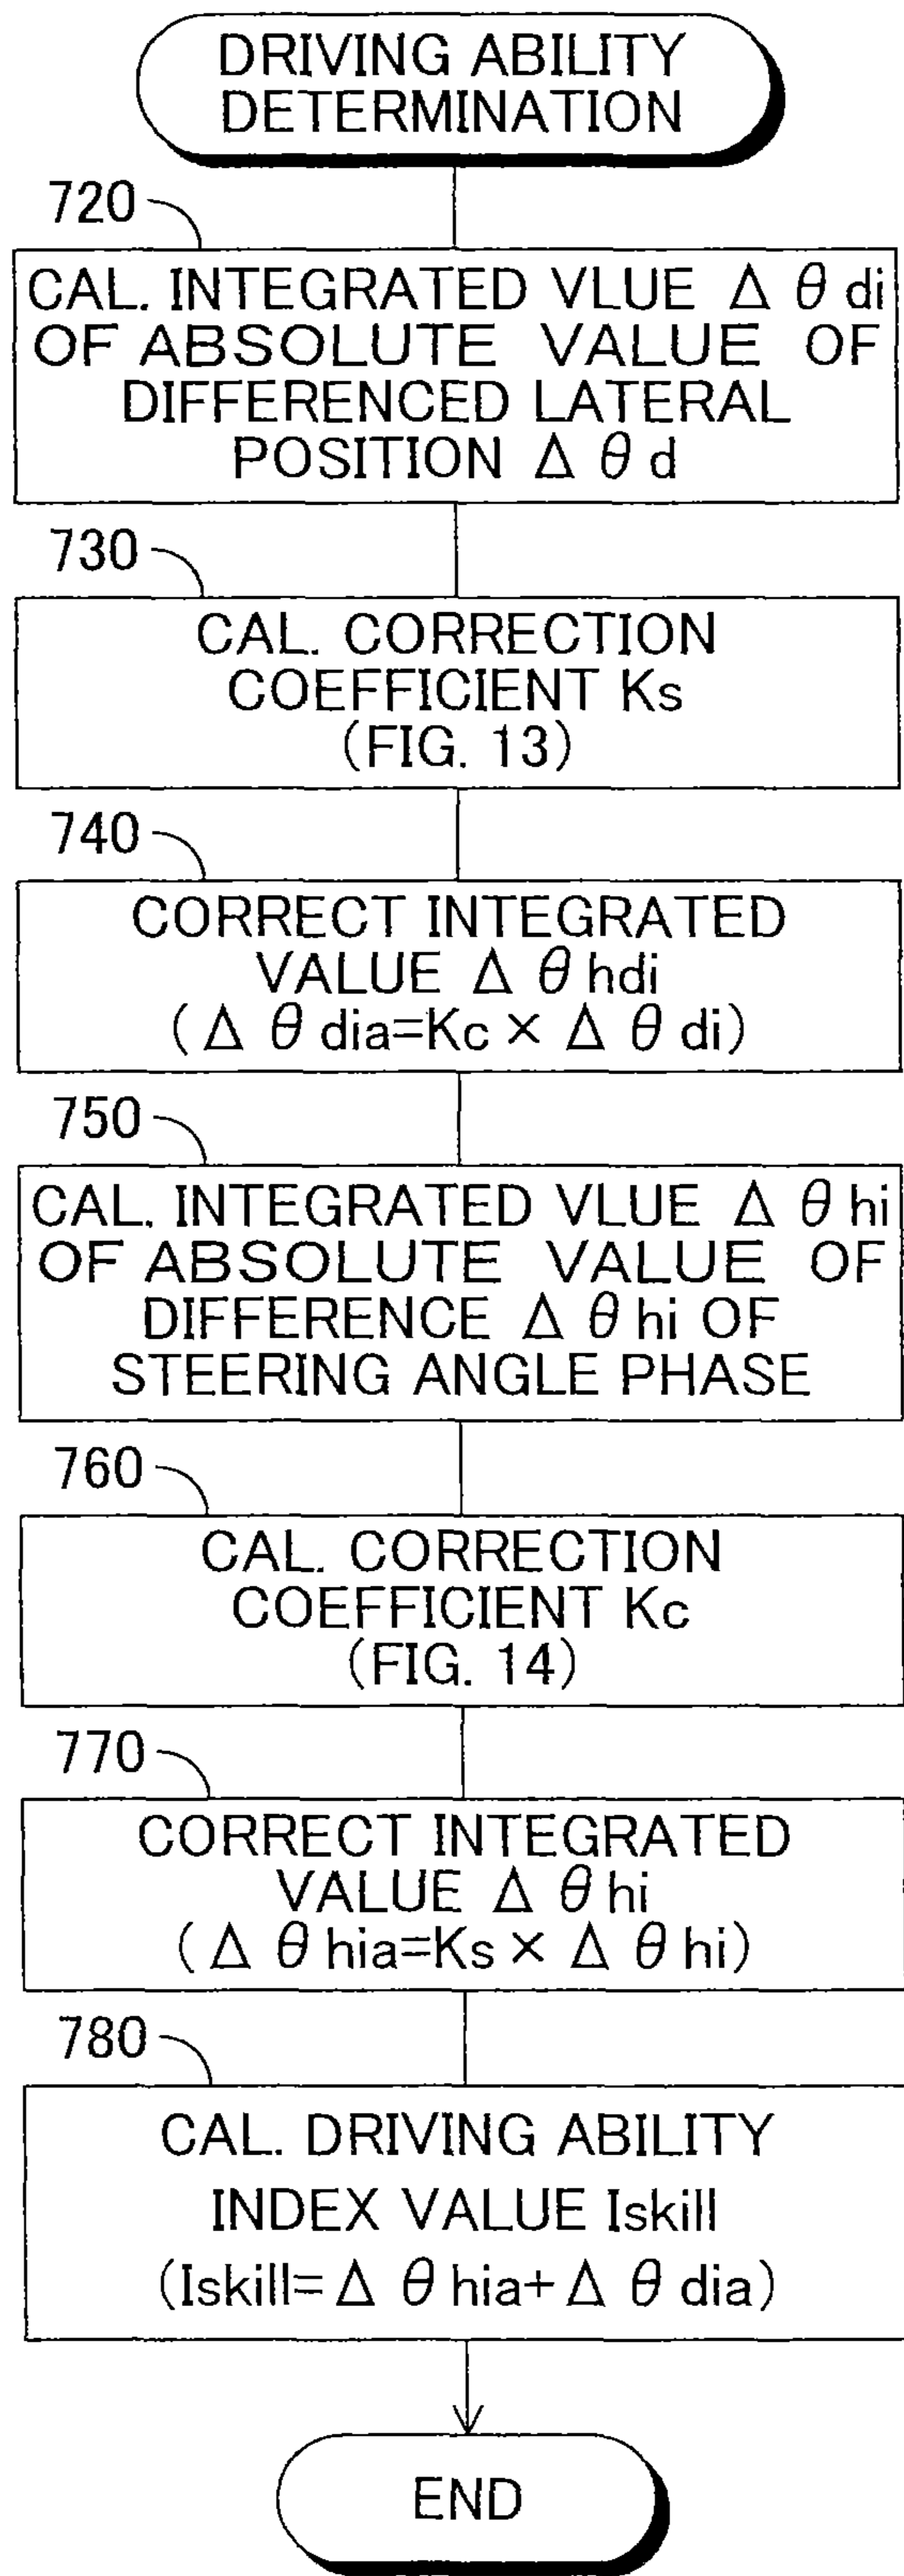 DRIVING ABILITY
DETERMINATION
720
CAL. INTEGRATED VLUE Δ θ di
OF ABSOLUTE VALUE OF
DIFFERENCED LATERAL
POSITION Δ θ d
730
CAL. CORRECTION
COEFFICIENT Ks
(FIG. 13)
740
CORRECT INTEGRATED
VALUE Δ θ hdi
(Δ θ dia=Kc × Δ θ di)
750
CAL. INTEGRATED VLUE Δ θ hi
OF ABSOLUTE VALUE OF
DIFFERENCE Δ θ hi OF
STEERING ANGLE PHASE
760
CAL. CORRECTION
COEFFICIENT Kc
(FIG. 14)
770
CORRECT INTEGRATED
VALUE Δ θ hi
(Δ θ hia=Ks × Δ θ hi)
780
CAL. DRIVING ABILITY
INDEX VALUE Iskill
(Iskill=Δ θ hia+Δ θ dia)
END